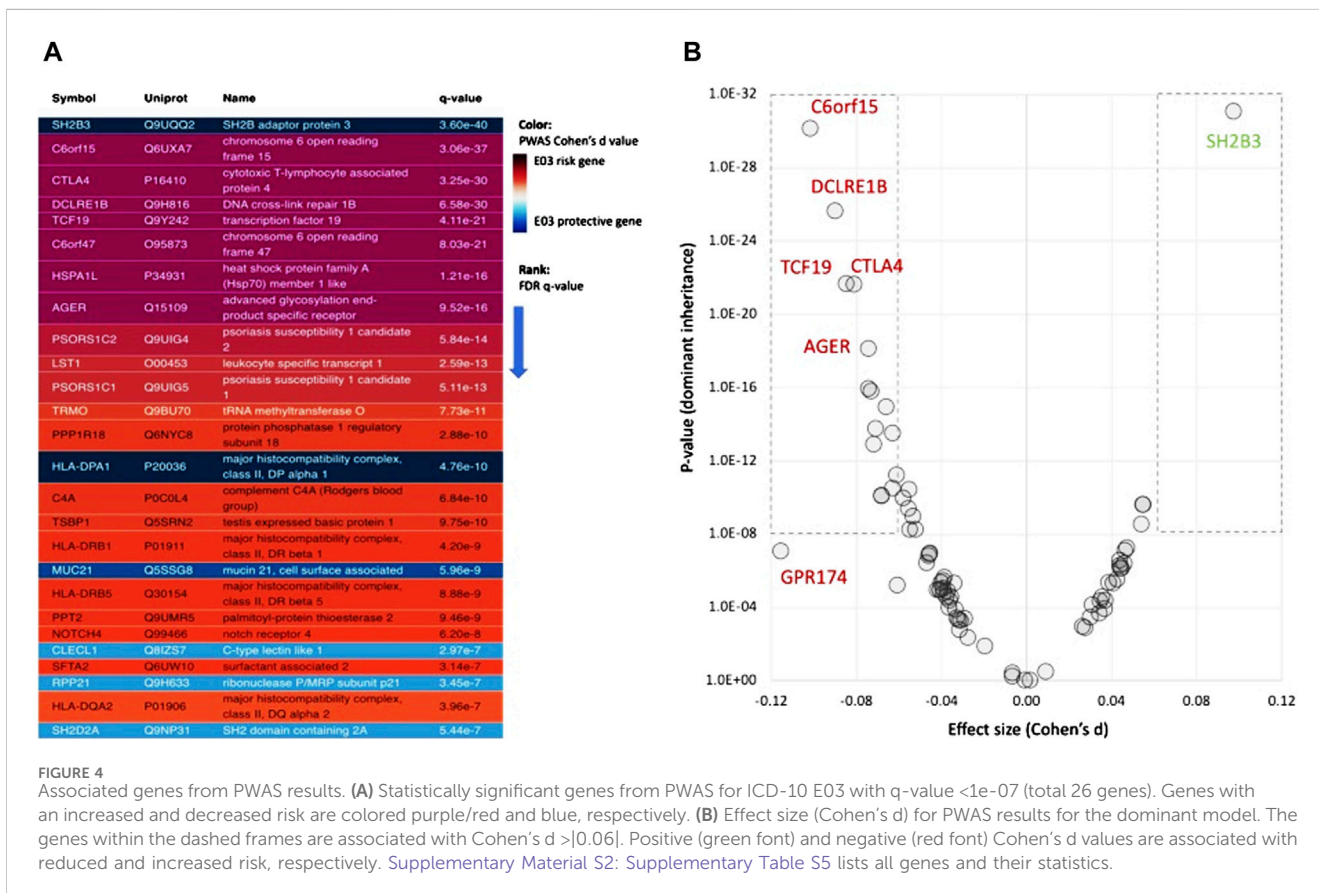 A
Symbol Uniprot Name q-value
SH2B3 Q9UQQ2 SH2B adaptor protein 3 3.60e-40
C6orf15 Q6UXA7 chromosome 6 open reading
frame 15 3.06e-37
CTLA4 P16410 cytotoxic T-lymphocyte associated
protein 4 3.25e-30
DCLRE1B Q9H816 DNA cross-link repair 1B 6.58e-30
TCF19 Q9Y242 transcription factor 19 4.11e-21
C6orf47 O95873 chromosome 6 open reading
frame 47 8.03e-21
HSPA1L P34931 heat shock protein family A
(Hsp70) member 1 like 1.21e-16
AGER Q15109 advanced glycosylation end-
product specific receptor 9.52e-16
PSORS1C2 Q9UIG4 psoriasis susceptibility 1 candidate
2 5.84e-14
LST1 O00453 leukocyte specific transcript 1 2.59e-13
PSORS1C1 Q9UIG5 psoriasis susceptibility 1 candidate
1 5.11e-13
TRMO Q9BU70 tRNA methyltransferase O 7.73e-11
PPP1R18 Q6NYC8 protein phosphatase 1 regulatory
subunit 18 2.88e-10
HLA-DPA1 P20036 major histocompatibility complex,
class II, DP alpha 1 4.76e-10
C4A P0C0L4 complement C4A (Rodgers blood
group) 6.84e-10
TSBP1 Q5SRN2 testis expressed basic protein 1 9.75e-10
HLA-DRB1 P01911 major histocompatibility complex,
class II, DR beta 1 4.20e-9
MUC21 Q5SSG8 mucin 21, cell surface associated 5.96e-9
HLA-DRB5 Q30154 major histocompatibility complex,
class II, DR beta 5 8.88e-9
PPT2 Q9UMR5 palmitoyl-protein thioesterase 2 9.46e-9
NOTCH4 Q99466 notch receptor 4 6.20e-8
CLECL1 Q8IZS7 C-type lectin like 1 2.97e-7
SFTA2 Q6UW10 surfactant associated 2 3.14e-7
RPP21 Q9H633 ribonuclease P/MRP subunit p21 3.45e-7
HLA-DQA2 P01906 major histocompatibility complex,
class II, DQ alpha 2 3.96e-7
SH2D2A Q9NP31 SH2 domain containing 2A 5.44e-7
Color:
PWAS Cohen's d value
E03 risk gene
E03 protective gene
Rank:
FDR q-value
B
P-value (dominant inheritance)
1.0E-32
1.0E-28
1.0E-24
1.0E-20
1.0E-16
1.0E-12
1.0E-08
1.0E-04
1.0E+00
C6orf15
SH2B3
DCLRE1B
TCF19 CTLA4
AGER
GPR174
-0.12 -0.08 -0.04 0.00 0.04 0.08 0.12
Effect size (Cohen's d)
FIGURE 4
Associated genes from PWAS results. (A) Statistically significant genes from PWAS for ICD-10 E03 with q-value <1e-07 (total 26 genes). Genes with
an increased and decreased risk are colored purple/red and blue, respectively. (B) Effect size (Cohen's d) for PWAS results for the dominant model. The
genes within the dashed frames are associated with Cohen's d >|0.06|. Positive (green font) and negative (red font) Cohen's d values are associated with
reduced and increased risk, respectively. Supplementary Material S2: Supplementary Table S5 lists all genes and their statistics.